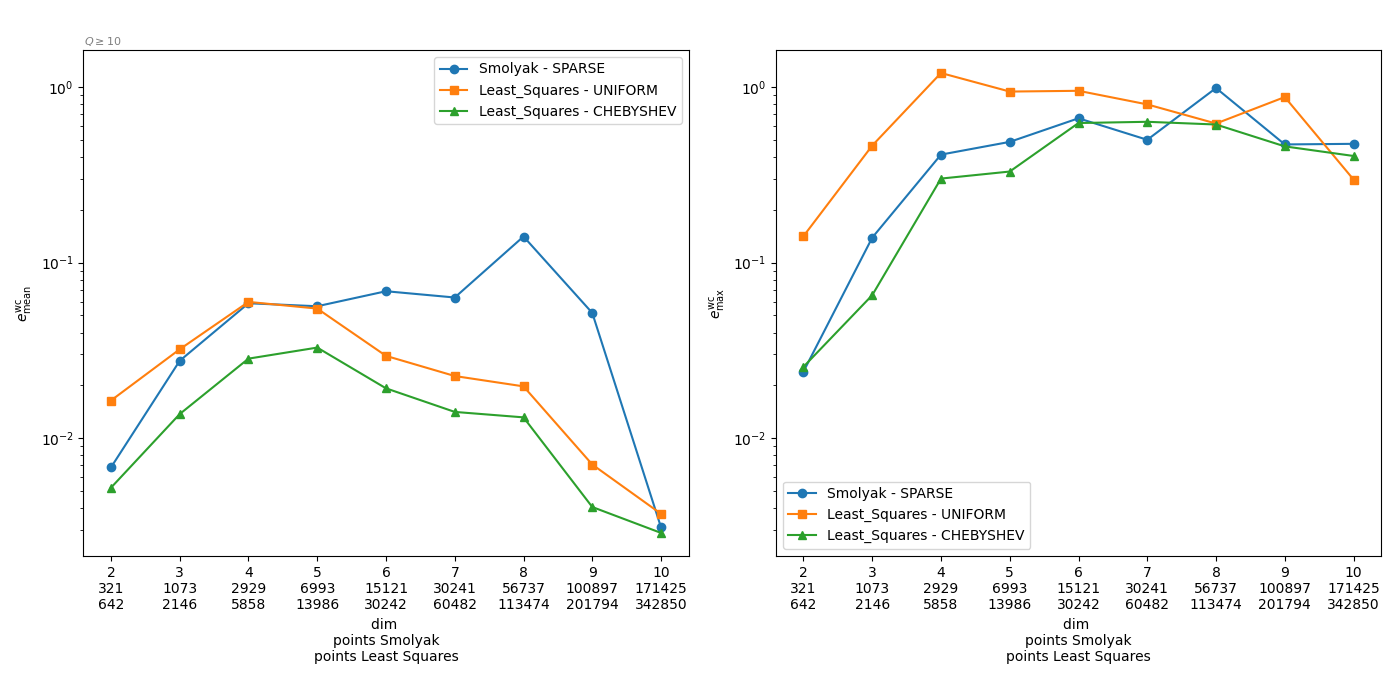 Q ≥ 10
10⁰
10⁻¹
10⁻²
e^wc_mean
Smolyak - SPARSE
Least_Squares - UNIFORM
Least_Squares - CHEBYSHEV
2 3 4 5 6 7 8 9 10
321 1073 2929 6993 15121 30241 56737 100897 171425
642 2146 5858 13986 30242 60482 113474 201794 342850
dim
points Smolyak
points Least Squares
10⁰
10⁻¹
10⁻²
e^wc_max
Smolyak - SPARSE
Least_Squares - UNIFORM
Least_Squares - CHEBYSHEV
2 3 4 5 6 7 8 9 10
321 1073 2929 6993 15121 30241 56737 100897 171425
642 2146 5858 13986 30242 60482 113474 201794 342850
dim
points Smolyak
points Least Squares